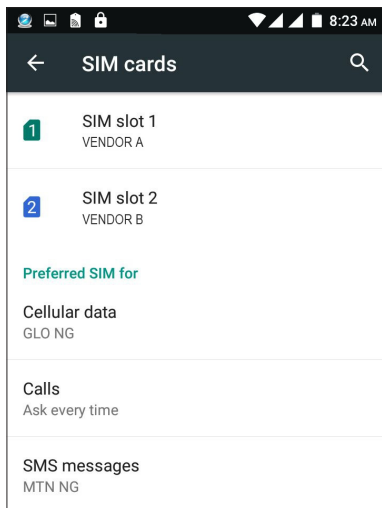 8:23 AM
SIM cards
1
SIM slot 1
VENDOR A
2
SIM slot 2
VENDOR B
Preferred SIM for
Cellular data
GLO NG
Calls
Ask every time
SMS messages
MTN NG